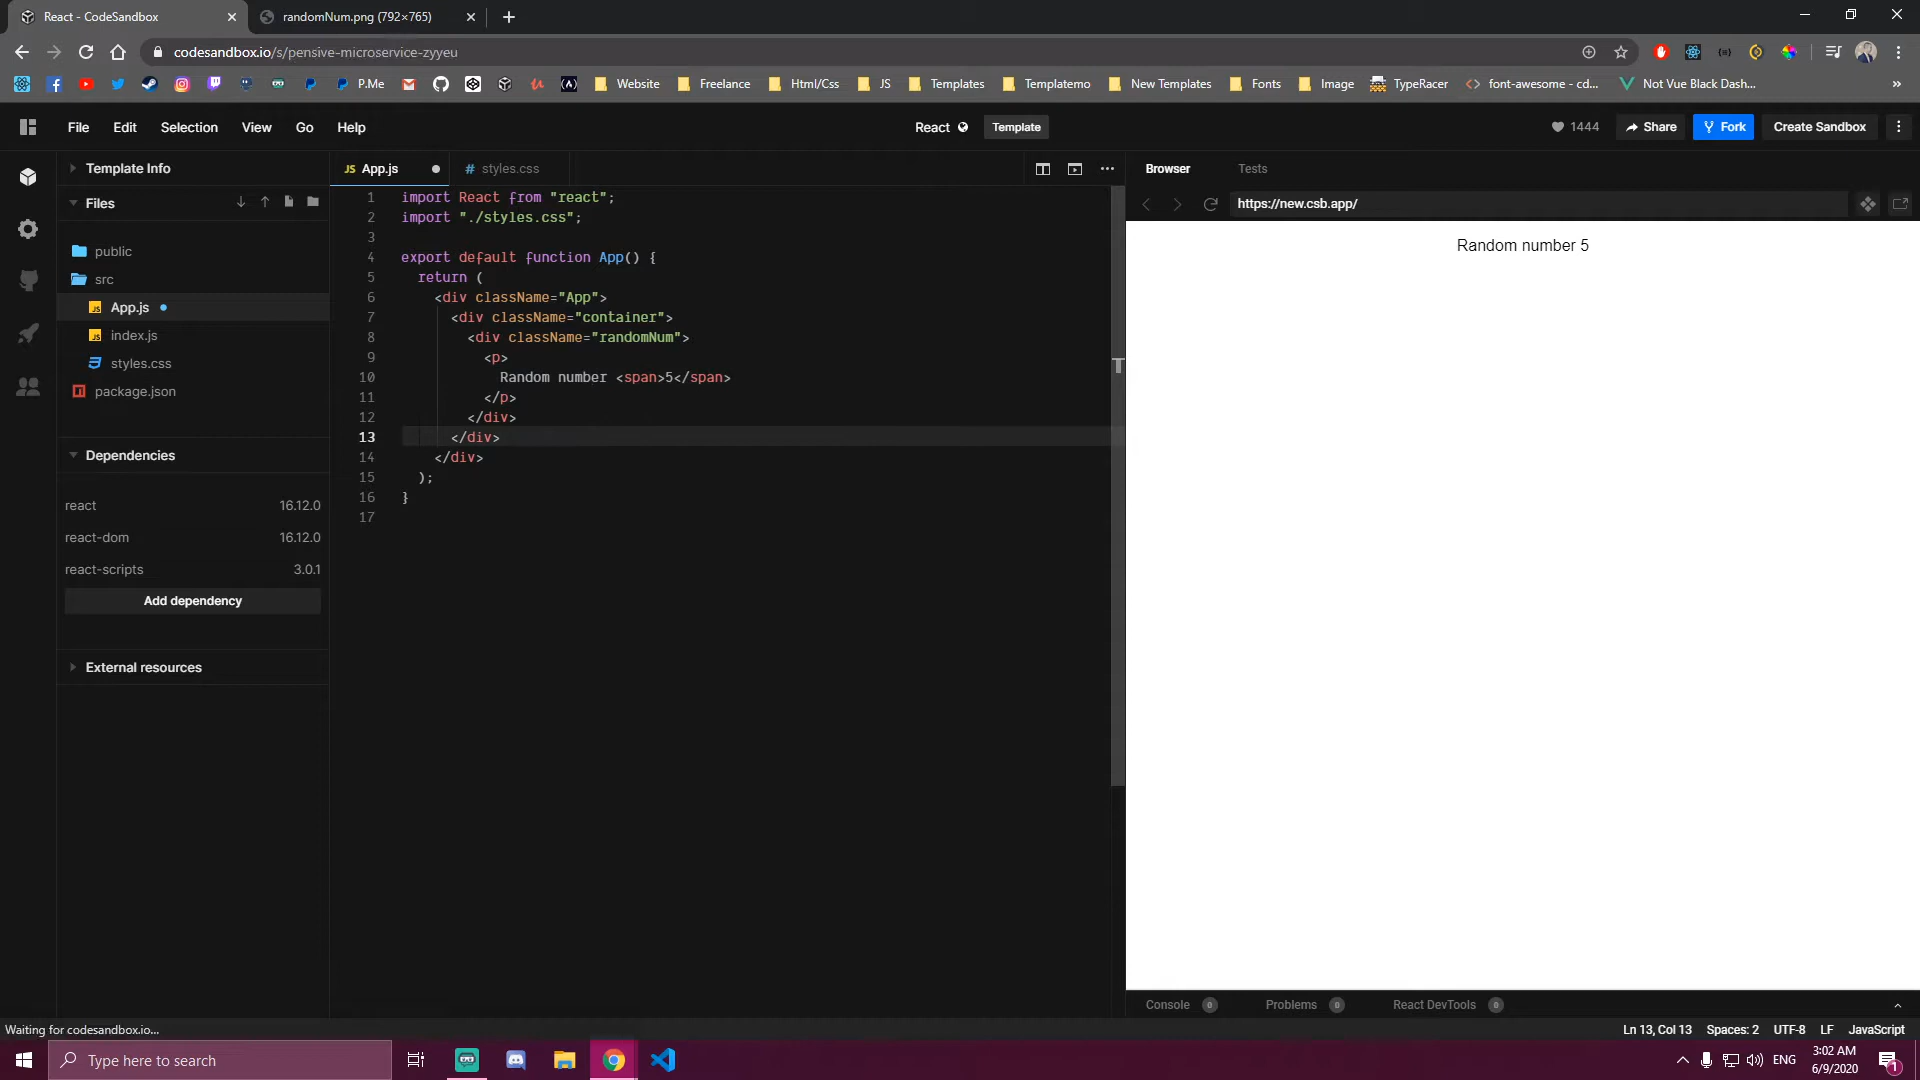 React - CodeSandbox
randomNum.png (792×765)
codesandbox.io/s/pensive-microservice-zyyeu
P.Me
Website
Freelance
Html/Css
JS
Templates
Templatemo
New Templates
Fonts
Image
TypeRacer
font-awesome - cd...
Not Vue Black Dash...
»
File Edit Selection View Go Help
React
Template
1444
Share
Fork
Create Sandbox
Template Info
Files
public
src
JS App.js
JS index.js
styles.css
package.json
Dependencies
react 16.12.0
react-dom 16.12.0
react-scripts 3.0.1
Add dependency
External resources
JS App.js
# styles.css
1 import React from "react";
2 import "./styles.css";
3
4 export default function App() {
5 return (
6 <div className="App">
7 <div className="container">
8 <div className="randomNum">
9 <p>
10 Random number <span>5</span>
11 </p>
12 </div>
13 </div>
14 </div>
15 );
16 }
17
Browser Tests
https://new.csb.app/
Random number 5
Console 0 Problems 0 React DevTools 0
Waiting for codesandbox.io...
Ln 13, Col 13 Spaces: 2 UTF-8 LF JavaScript
Type here to search
ENG
3:02 AM
6/9/2020
1